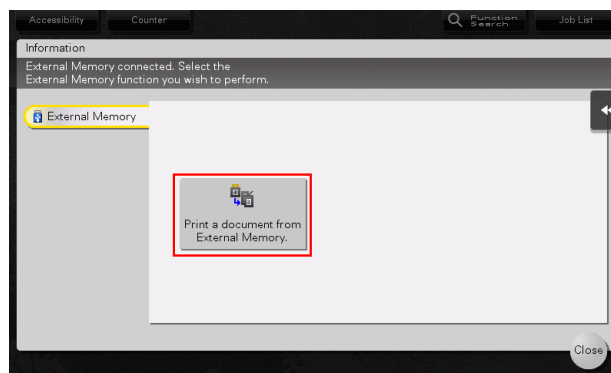 Accessibility
Counter
Function
Search
Job List
Information
External Memory connected. Select the
External Memory function you wish to perform.
External Memory
Print a document from
External Memory.
Close